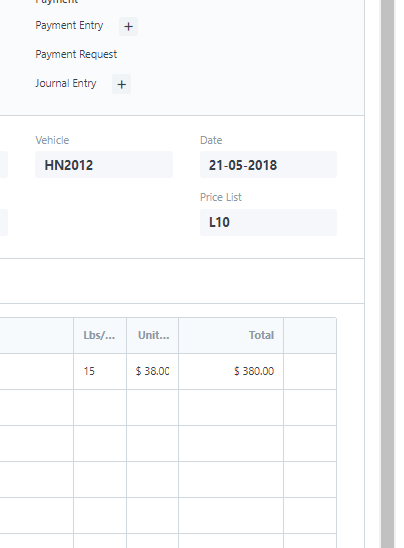 Payment
Payment Entry +
Payment Request
Journal Entry +
Vehicle Date
HN2012 21-05-2018
Price List
L10
Lbs/... Unit... Total
15 $ 38.00 $ 380.00